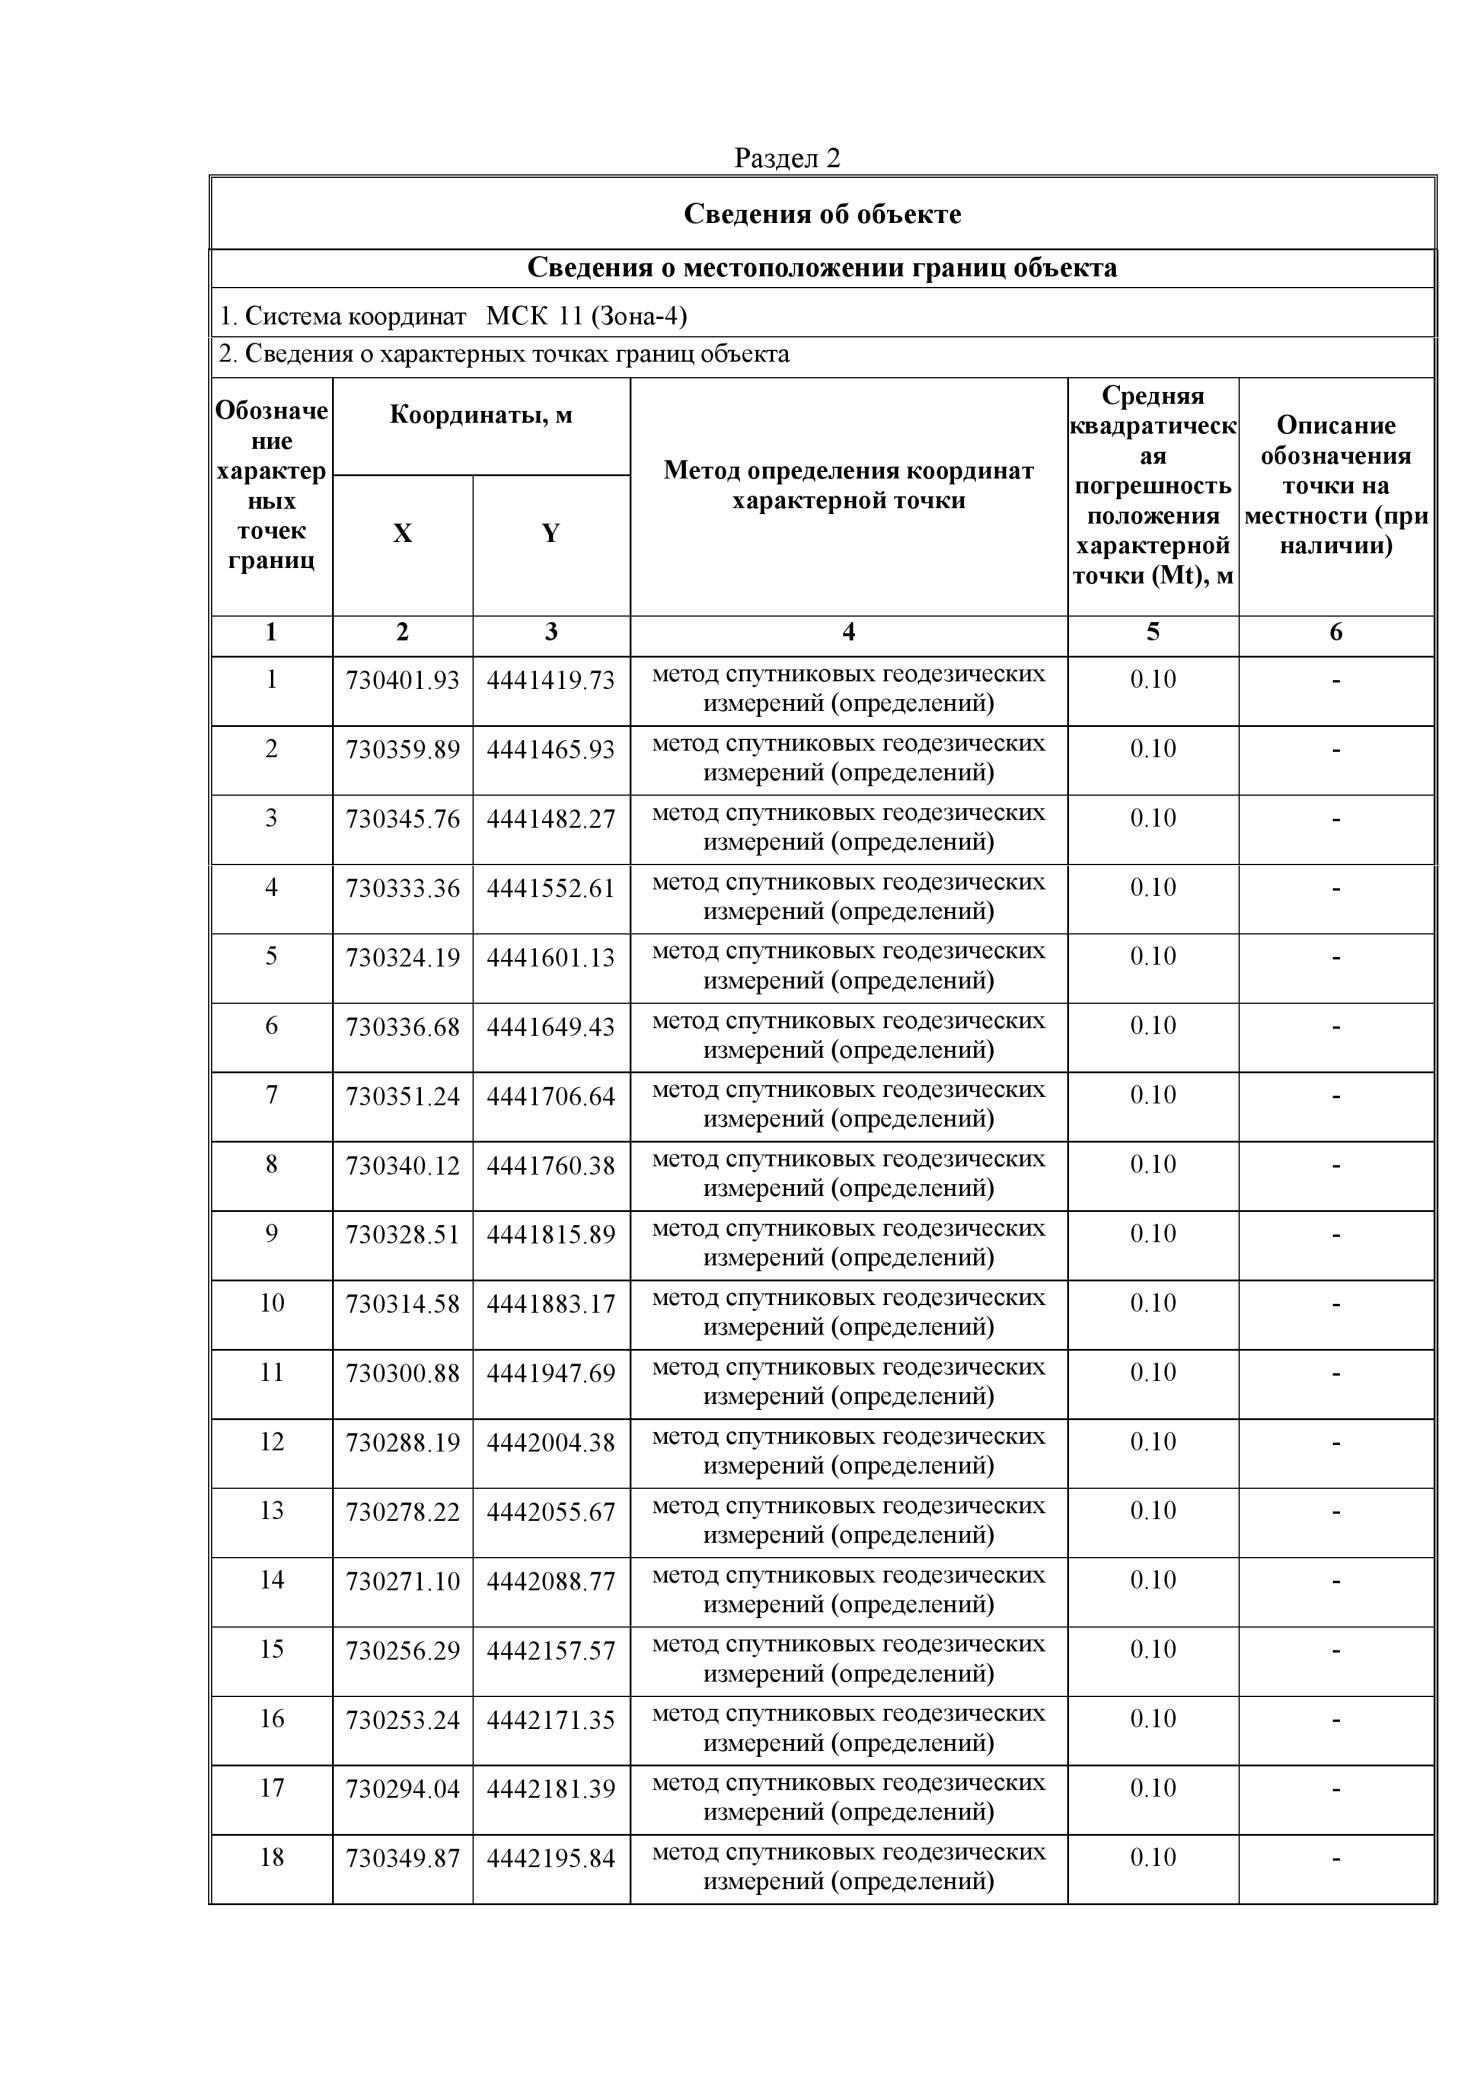 Раздел 2
Сведения об объекте
Сведения о местоположении границ объекта
1. Система координат МСК 11 (Зона-4)
2. Сведения о характерных точках границ объекта
Обозначе
ние
характер
ных
точек
границ
Координаты, м
X Y
Метод определения координат
характерной точки
Средняя
квадратическ
ая
погрешность
положения
характерной
точки (Mt), м
Описание
обозначения
точки на
местности (при
наличии)
1 2 3 4 5 6
1 730401.93 4441419.73 метод спутниковых геодезических 0.10 -
измерений (определений)
2 730359.89 4441465.93 метод спутниковых геодезических 0.10 -
измерений (определений)
3 730345.76 4441482.27 метод спутниковых геодезических 0.10 -
измерений (определений)
4 730333.36 4441552.61 метод спутниковых геодезических 0.10 -
измерений (определений)
5 730324.19 4441601.13 метод спутниковых геодезических 0.10 -
измерений (определений)
6 730336.68 4441649.43 метод спутниковых геодезических 0.10 -
измерений (определений)
7 730351.24 4441706.64 метод спутниковых геодезических 0.10 -
измерений (определений)
8 730340.12 4441760.38 метод спутниковых геодезических 0.10 -
измерений (определений)
9 730328.51 4441815.89 метод спутниковых геодезических 0.10 -
измерений (определений)
10 730314.58 4441883.17 метод спутниковых геодезических 0.10 -
измерений (определений)
11 730300.88 4441947.69 метод спутниковых геодезических 0.10 -
измерений (определений)
12 730288.19 4442004.38 метод спутниковых геодезических 0.10 -
измерений (определений)
13 730278.22 4442055.67 метод спутниковых геодезических 0.10 -
измерений (определений)
14 730271.10 4442088.77 метод спутниковых геодезических 0.10 -
измерений (определений)
15 730256.29 4442157.57 метод спутниковых геодезических 0.10 -
измерений (определений)
16 730253.24 4442171.35 метод спутниковых геодезических 0.10 -
измерений (определений)
17 730294.04 4442181.39 метод спутниковых геодезических 0.10 -
измерений (определений)
18 730349.87 4442195.84 метод спутниковых геодезических 0.10 -
измерений (определений)